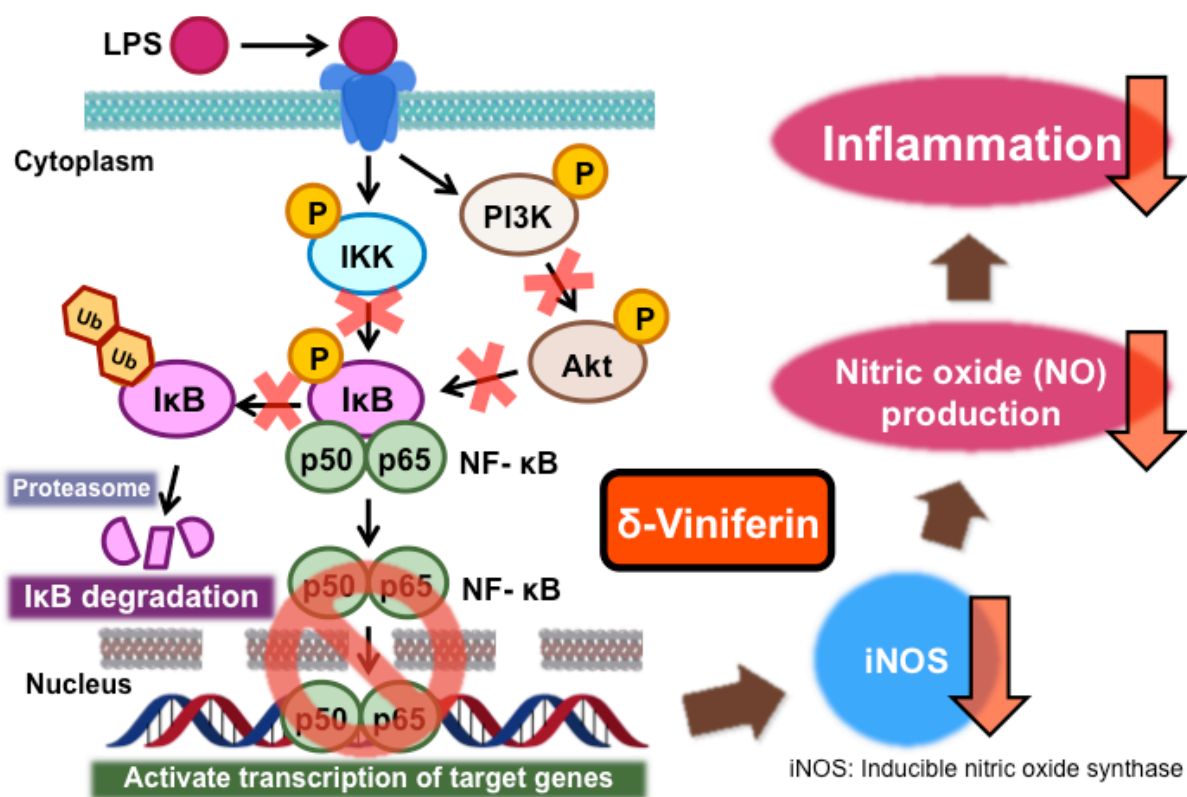 LPS
Cytoplasm
P
P
PI3K
IKK
Ub
Ub
P
P
Akt
IκB
IκB
p50 p65
NF- κB
Proteasome
IκB degradation
p50 p65
NF- κB
Nucleus
p50 p65
Activate transcription of target genes
δ-Viniferin
Inflammation
Nitric oxide (NO)
production
iNOS
iNOS: Inducible nitric oxide synthase